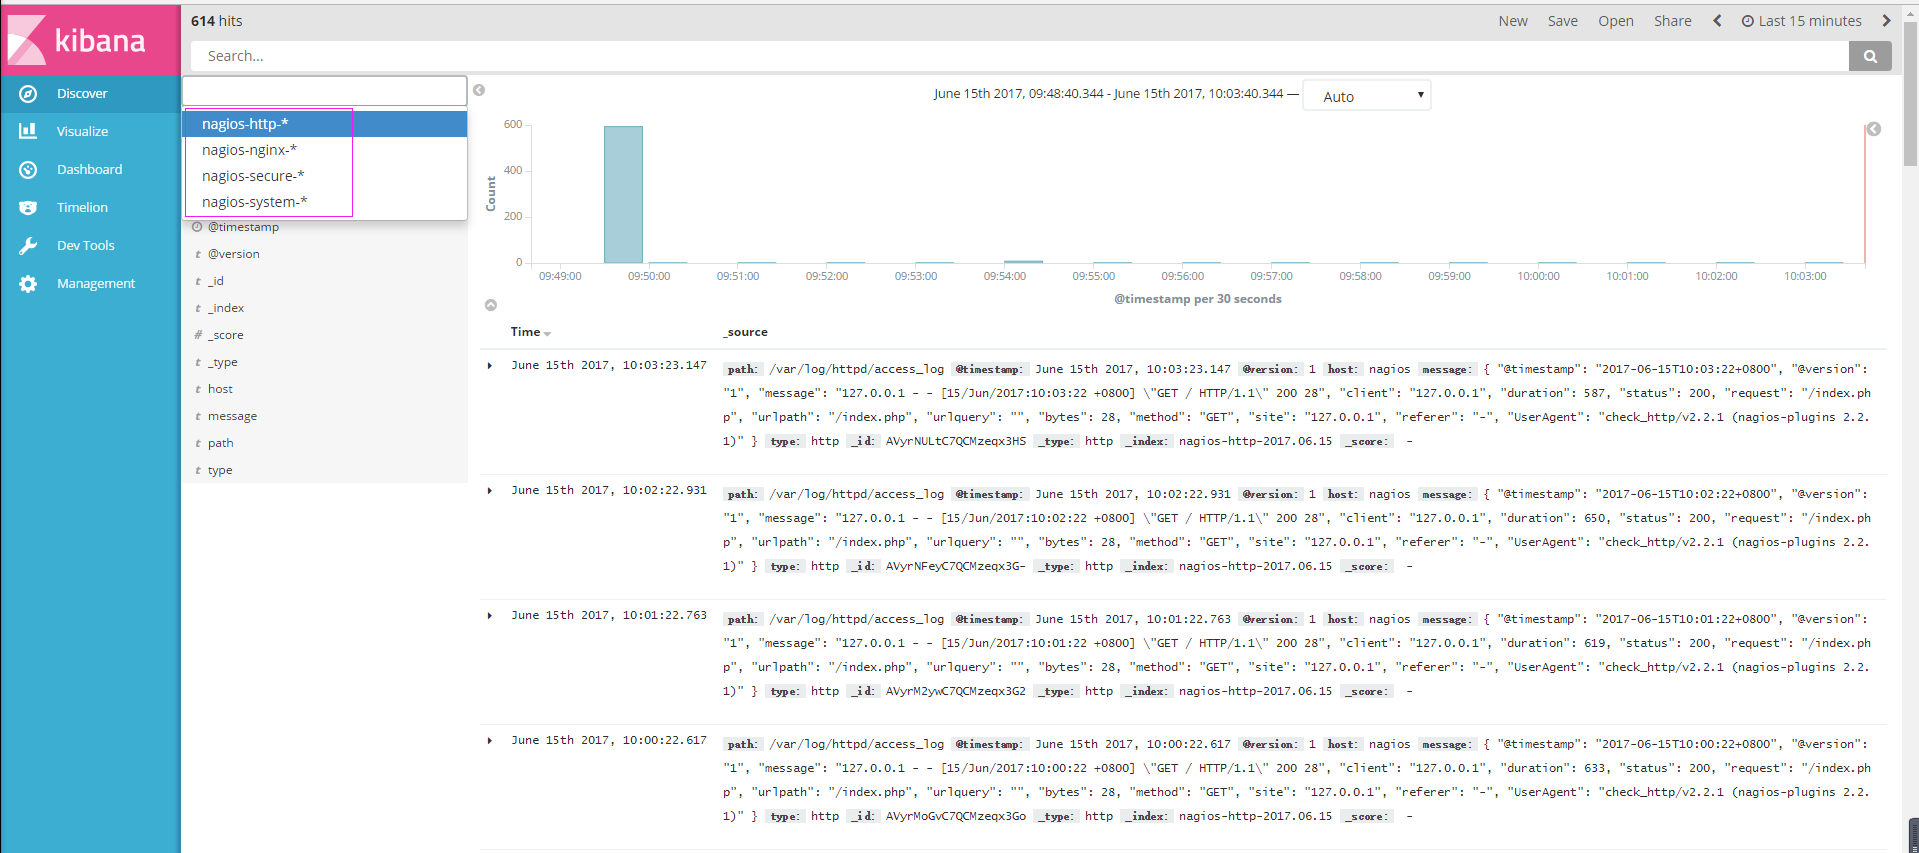 kibana
Discover
Visualize
Dashboard
Timelion
Dev Tools
Management
614 hits
New Save Open Share Last 15 minutes
Search...
nagios-http-*
nagios-nginx-*
nagios-secure-*
nagios-system-*
@timestamp
t @version
t _id
t _index
# _score
t _type
t host
t message
t path
t type
June 15th 2017, 09:48:40.344 - June 15th 2017, 10:03:40.344 — Auto
Count
600
400
200
0
09:49:00 09:50:00 09:51:00 09:52:00 09:53:00 09:54:00 09:55:00 09:56:00 09:57:00 09:58:00 09:59:00 10:00:00 10:01:00 10:02:00 10:03:00
@timestamp per 30 seconds
Time _source
June 15th 2017, 10:03:23.147 path: /var/log/httpd/access_log @timestamp: June 15th 2017, 10:03:23.147 @version: 1 host: nagios message: { "@timestamp": "2017-06-15T10:03:22+0800", "@version":
"1", "message": "127.0.0.1 - - [15/Jun/2017:10:03:22 +0800] \"GET / HTTP/1.1\" 200 28", "client": "127.0.0.1", "duration": 587, "status": 200, "request": "/index.ph
p", "urlpath": "/index.php", "urlquery": "", "bytes": 28, "method": "GET", "site": "127.0.0.1", "referer": "-", "UserAgent": "check_http/v2.2.1 (nagios-plugins 2.2.
1)" } type: http _id: AVyrNULtC7QCMzeqx3HS _type: http _index: nagios-http-2017.06.15 _score: -
June 15th 2017, 10:02:22.931 path: /var/log/httpd/access_log @timestamp: June 15th 2017, 10:02:22.931 @version: 1 host: nagios message: { "@timestamp": "2017-06-15T10:02:22+0800", "@version":
"1", "message": "127.0.0.1 - - [15/Jun/2017:10:02:22 +0800] \"GET / HTTP/1.1\" 200 28", "client": "127.0.0.1", "duration": 650, "status": 200, "request": "/index.ph
p", "urlpath": "/index.php", "urlquery": "", "bytes": 28, "method": "GET", "site": "127.0.0.1", "referer": "-", "UserAgent": "check_http/v2.2.1 (nagios-plugins 2.2.
1)" } type: http _id: AVyrNFeyC7QCMzeqx3G- _type: http _index: nagios-http-2017.06.15 _score: -
June 15th 2017, 10:01:22.763 path: /var/log/httpd/access_log @timestamp: June 15th 2017, 10:01:22.763 @version: 1 host: nagios message: { "@timestamp": "2017-06-15T10:01:22+0800", "@version":
"1", "message": "127.0.0.1 - - [15/Jun/2017:10:01:22 +0800] \"GET / HTTP/1.1\" 200 28", "client": "127.0.0.1", "duration": 619, "status": 200, "request": "/index.ph
p", "urlpath": "/index.php", "urlquery": "", "bytes": 28, "method": "GET", "site": "127.0.0.1", "referer": "-", "UserAgent": "check_http/v2.2.1 (nagios-plugins 2.2.
1)" } type: http _id: AVyrM2ywC7QCMzeqx3G2 _type: http _index: nagios-http-2017.06.15 _score: -
June 15th 2017, 10:00:22.617 path: /var/log/httpd/access_log @timestamp: June 15th 2017, 10:00:22.617 @version: 1 host: nagios message: { "@timestamp": "2017-06-15T10:00:22+0800", "@version":
"1", "message": "127.0.0.1 - - [15/Jun/2017:10:00:22 +0800] \"GET / HTTP/1.1\" 200 28", "client": "127.0.0.1", "duration": 633, "status": 200, "request": "/index.ph
p", "urlpath": "/index.php", "urlquery": "", "bytes": 28, "method": "GET", "site": "127.0.0.1", "referer": "-", "UserAgent": "check_http/v2.2.1 (nagios-plugins 2.2.
1)" } type: http _id: AVyrMoGvC7QCMzeqx3Go _type: http _index: nagios-http-2017.06.15 _score: -